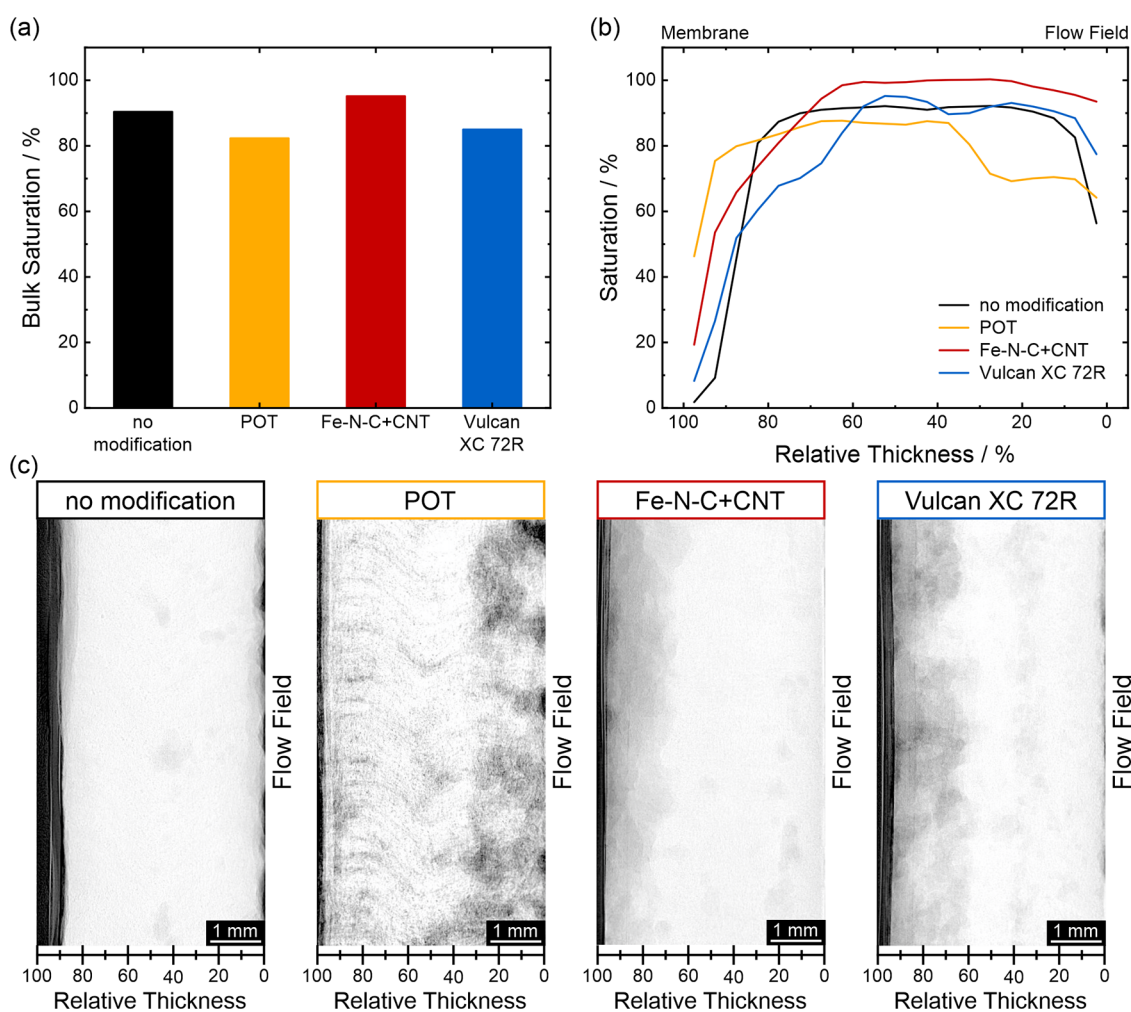 (a)
Bulk Saturation / %
100
80
60
40
20
0
no
modification
POT
Fe-N-C+CNT
Vulcan
XC 72R
(b)
Membrane
Flow Field
Saturation / %
100
80
60
40
20
0
no modification
POT
Fe-N-C+CNT
Vulcan XC 72R
100 80 60 40 20 0
Relative Thickness / %
(c)
no modification
Flow Field
1 mm
100 80 60 40 20 0
Relative Thickness
POT
Flow Field
1 mm
100 80 60 40 20 0
Relative Thickness
Fe-N-C+CNT
Flow Field
1 mm
100 80 60 40 20 0
Relative Thickness
Vulcan XC 72R
Flow Field
1 mm
100 80 60 40 20 0
Relative Thickness